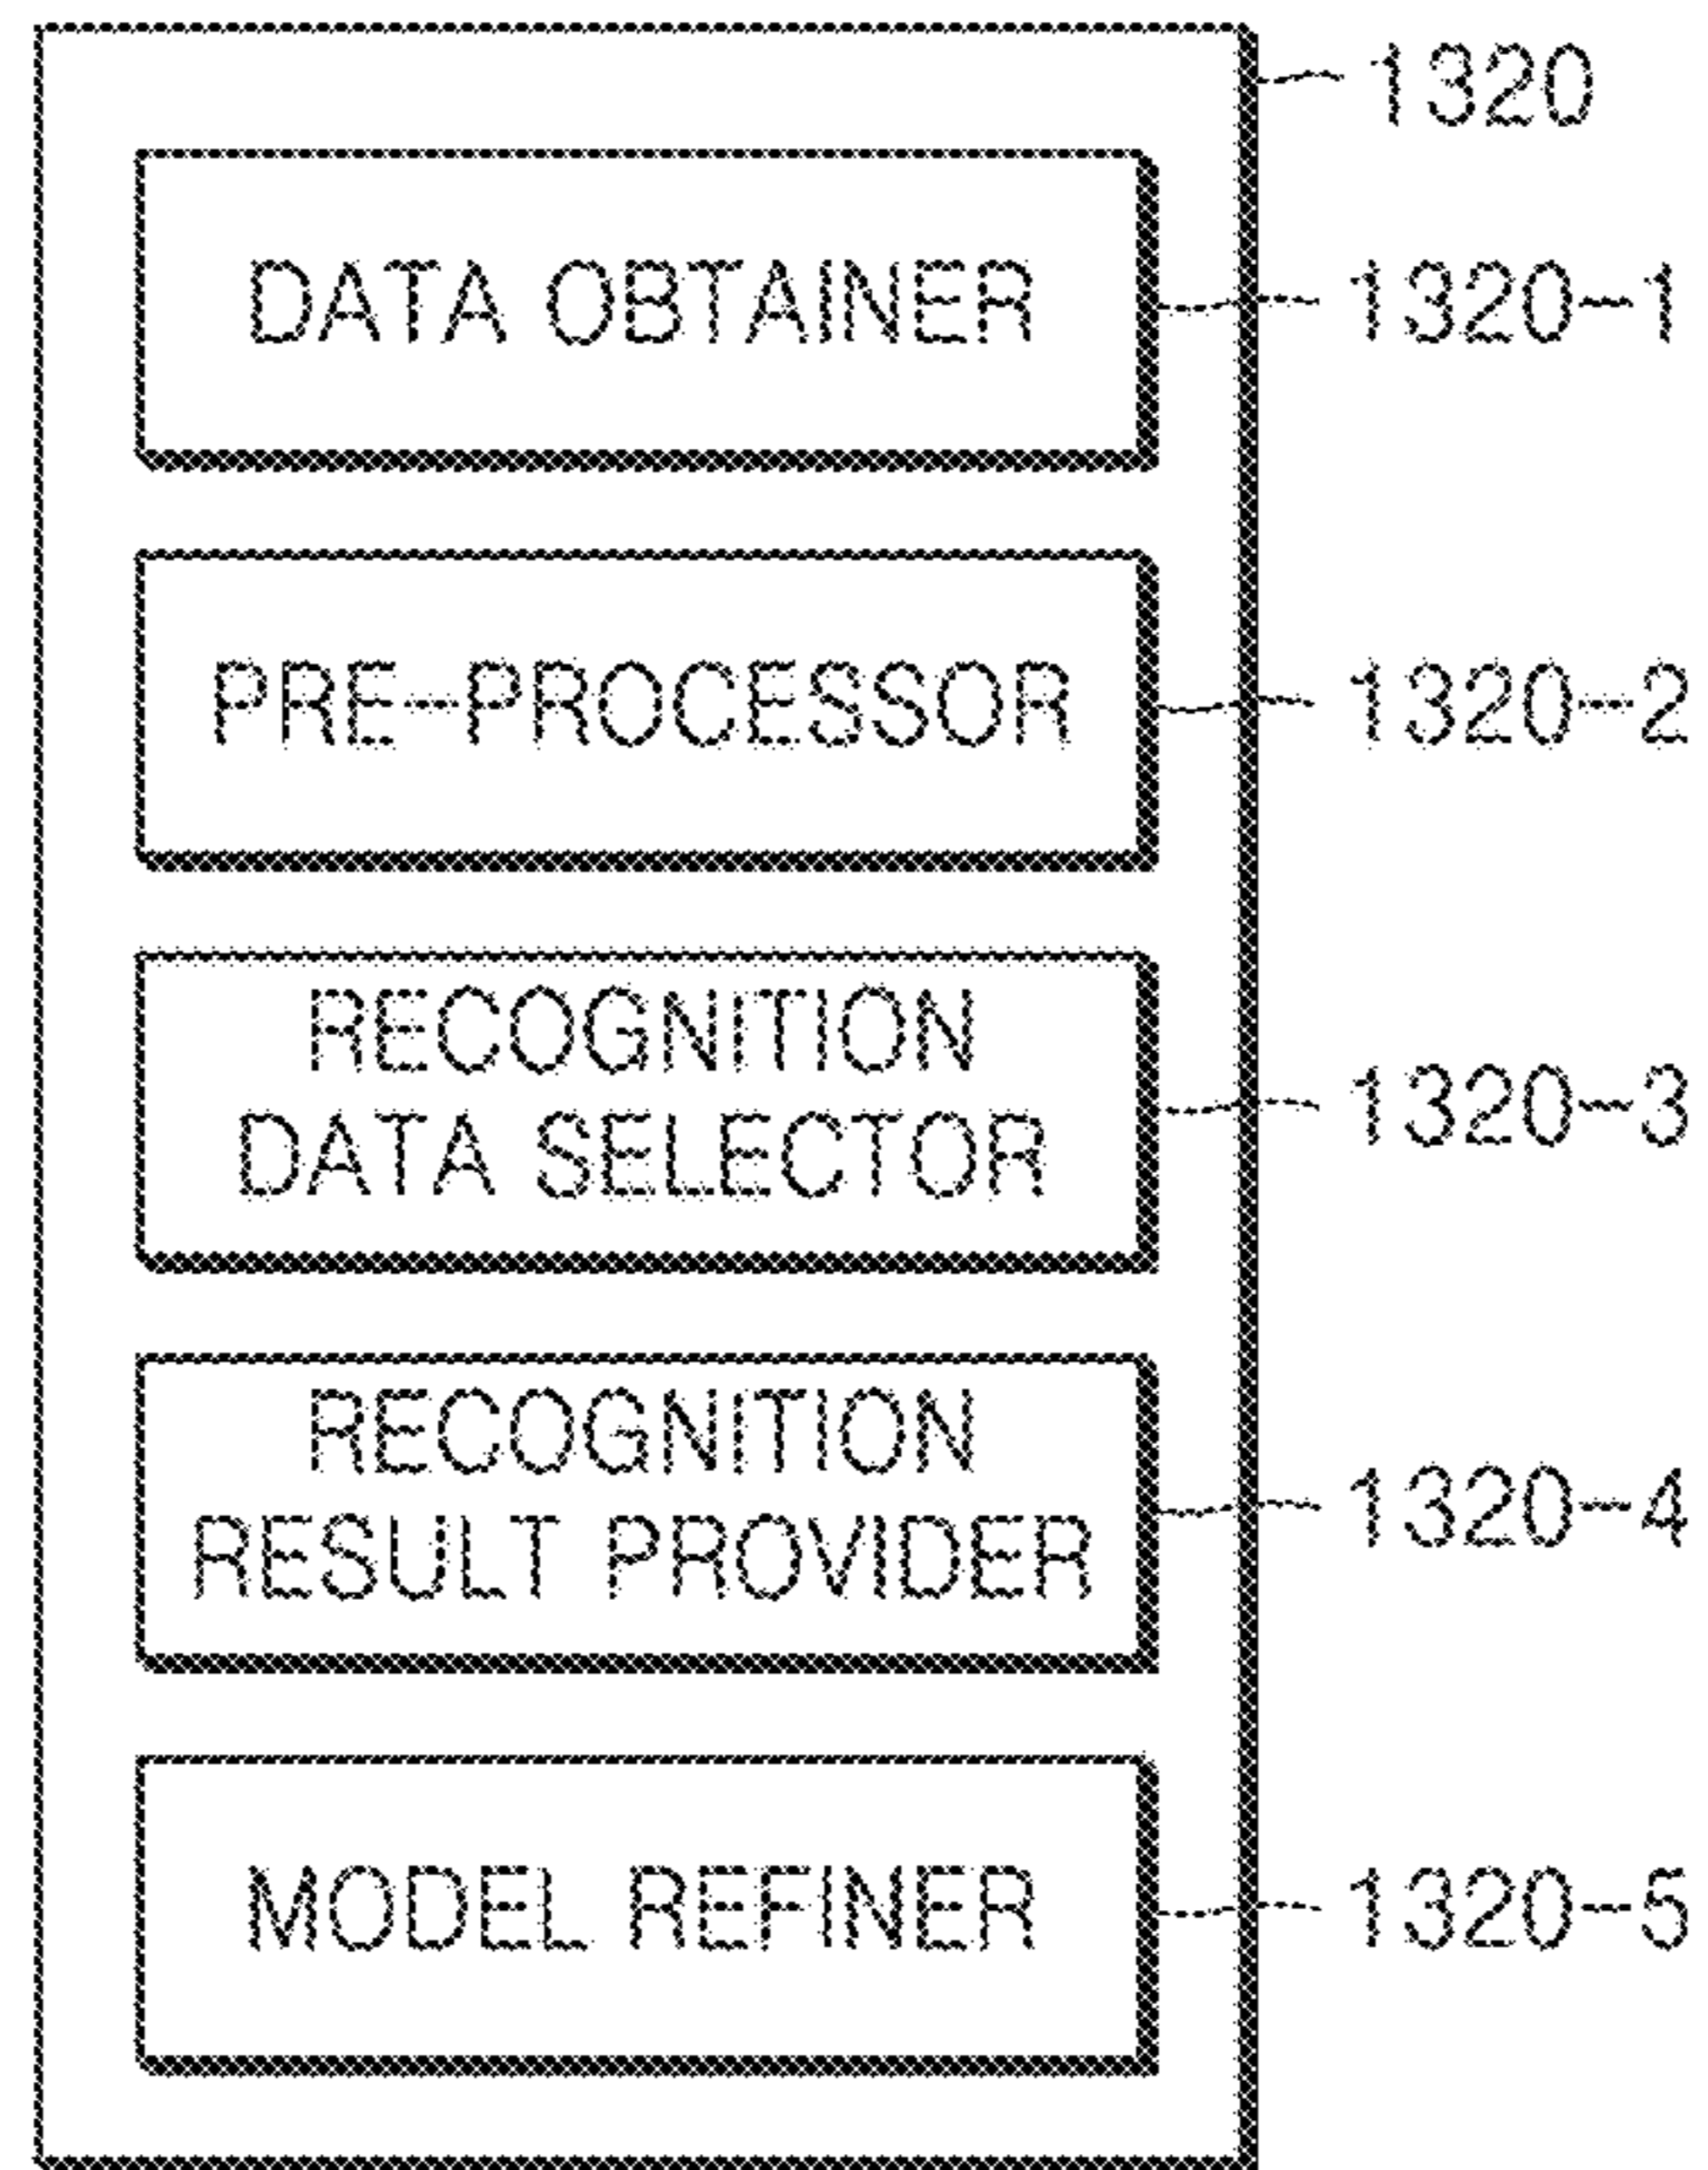 1320
DATA OBTAINER
1320-1
PRE-PROCESSOR
1320-2
RECOGNITION
DATA SELECTOR
1320-3
RECOGNITION
RESULT PROVIDER
1320-4
MODEL REFINER
1320-5